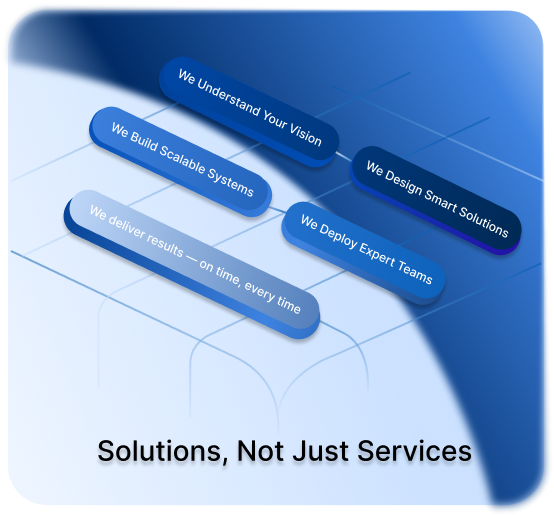 We Understand Your Vision
We Design Smart Solutions
We Build Scalable Systems
We Deploy Expert Teams
We deliver results — on time, every time
Solutions, Not Just Services